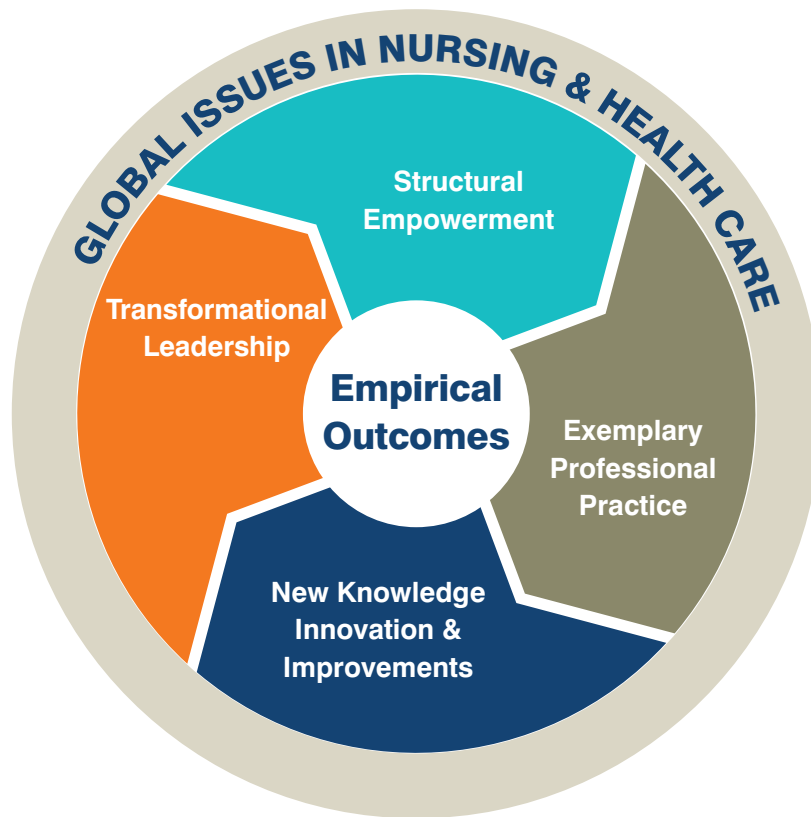 GLOBAL ISSUES IN NURSING & HEALTH CARE
Structural
Empowerment
Transformational
Leadership
Empirical
Outcomes
Exemplary
Professional
Practice
New Knowledge
Innovation &
Improvements